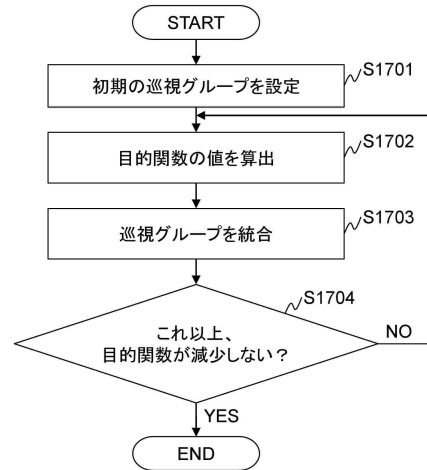 START
初期の巡視グループを設定
S1701
目的関数の値を算出
S1702
巡視グループを統合
S1703
S1704
これ以上、
目的関数が減少しない？
NO
YES
END